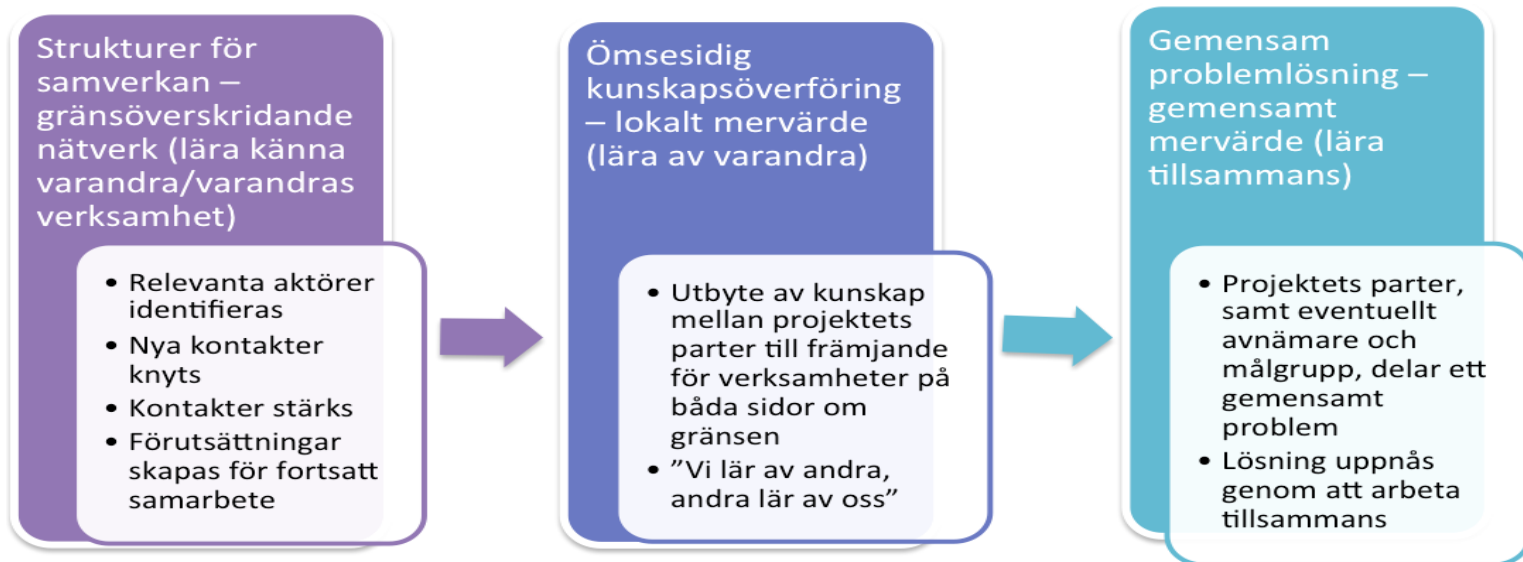 Strukturer för
samverkan –
gränsöverskridande
nätverk (lära känna
varandra/varandras
verksamhet)
• Relevanta aktörer
identifieras
• Nya kontakter
knyts
• Kontakter stärks
• Förutsättningar
skapas för fortsatt
samarbete
Ömsesidig
kunskapsöverföring
– lokalt mervärde
(lära av varandra)
• Utbyte av kunskap
mellan projektets
parter till främjande
för verksamheter på
båda sidor om
gränsen
• ”Vi lär av andra,
andra lär av oss”
Gemensam
problemlösning –
gemensamt
mervärde (lära
tillsammans)
• Projektets parter,
samt eventuellt
avnämare och
målgrupp, delar ett
gemensamt
problem
• Lösning uppnås
genom att arbeta
tillsammans